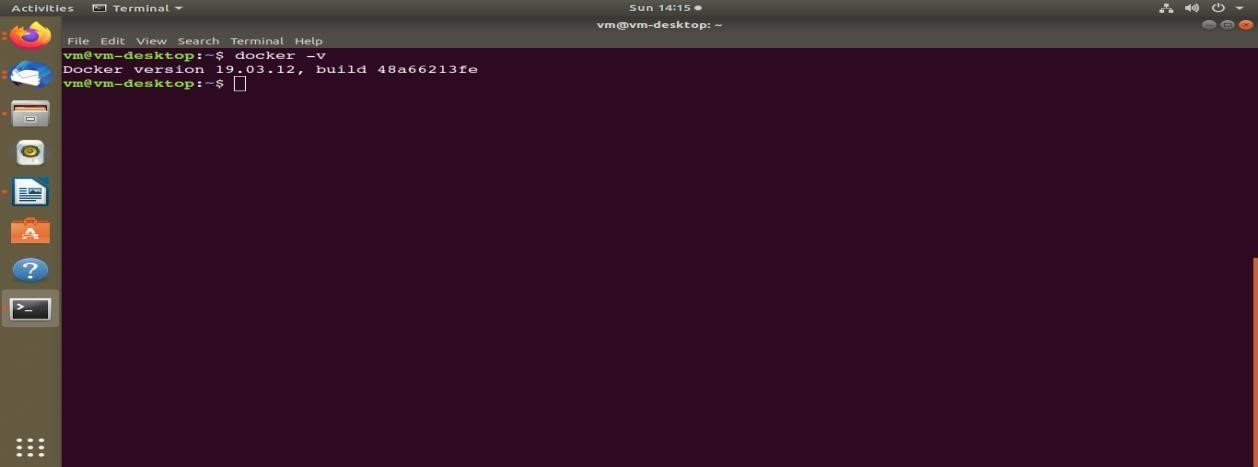 Activities Terminal Sun 14:15
vm@vm-desktop: ~
File Edit View Search Terminal Help
vm@vm-desktop:~$ docker -v
Docker version 19.03.12, build 48a66213fe
vm@vm-desktop:~$